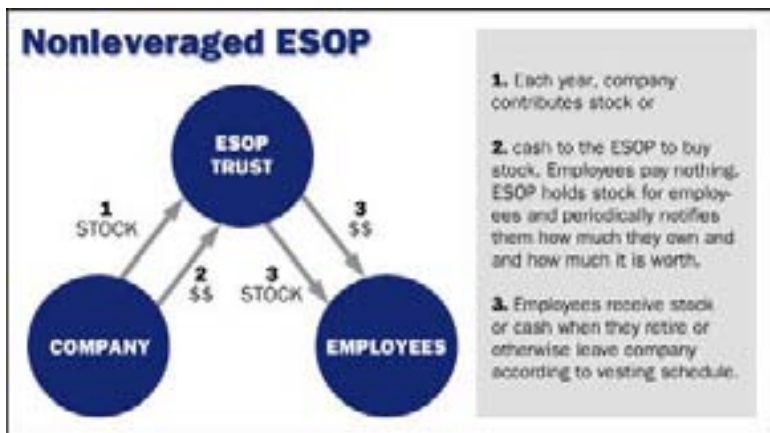 Nonleveraged ESOP
ESOP
TRUST
1
STOCK
3
$$
2
$$
3
STOCK
COMPANY
EMPLOYEES
1. Each year, company
contributes stock or
2. cash to the ESOP to buy
stock. Employees pay nothing.
ESOP holds stock for employ-
ees and periodically notifies
them how much they own and
and how much it is worth.
3. Employees receive stock
or cash when they retire or
otherwise leave company
according to vesting schedule.